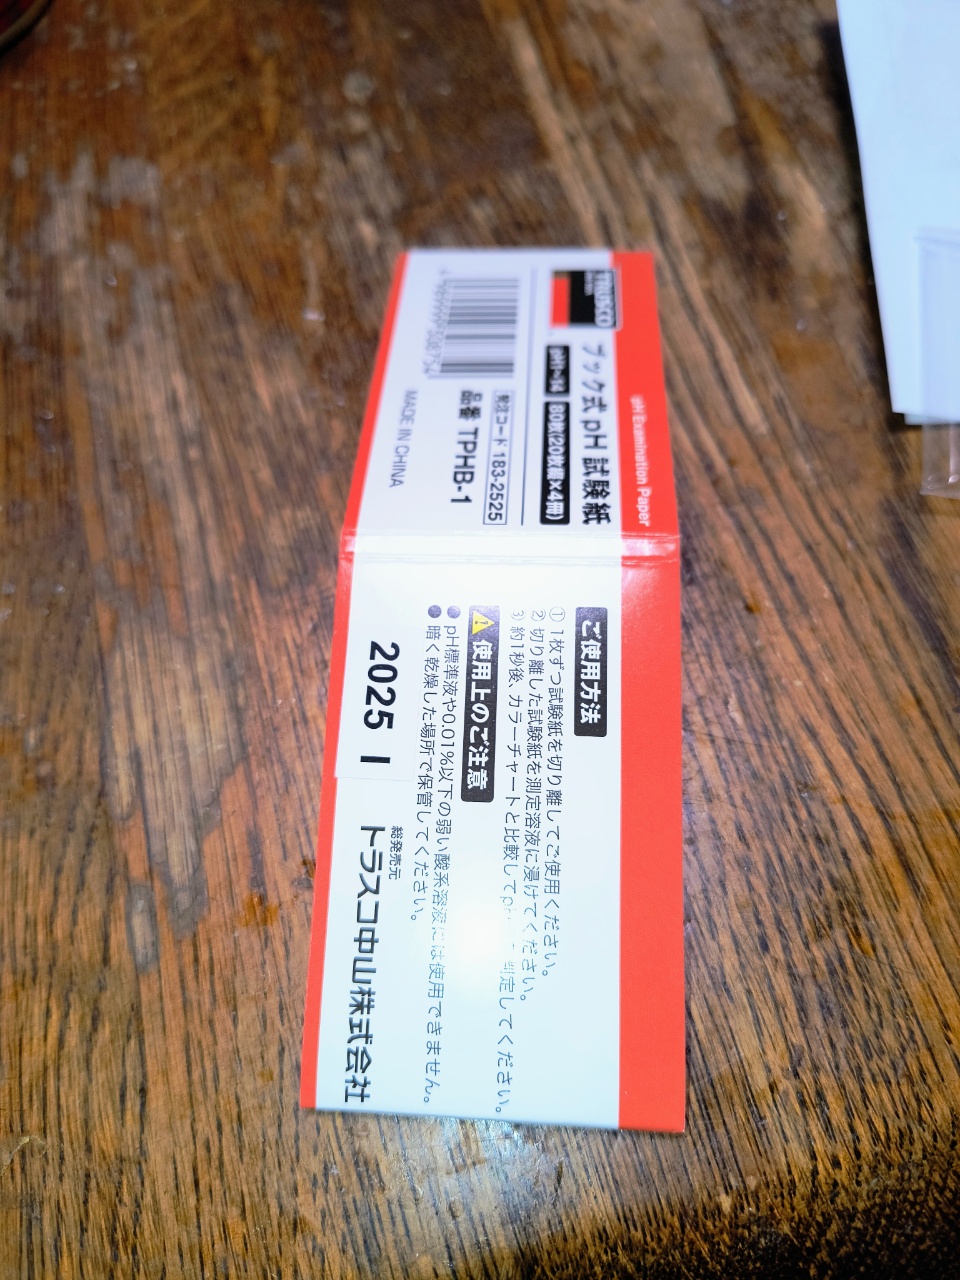 pH Examination Paper
TRUSCO
ブック式 pH 試験紙
pH1~14 80枚(20枚綴×4冊)
発注コード 183-2525
品番 TPHB-1
MADE IN CHINA
ご使用方法
① 1枚ずつ試験紙を切り離してご使用ください。
② 切り離した試験紙を測定溶液に浸けてください。
③ 約1秒後、カラーチャートと比較して 判定してください。
使用上のご注意
● pH標準液や0.01%以下の弱い酸系溶液には使用できません。
● 暗く乾燥した場所で保管してください。
2025 I
総発売元
トラスコ中山株式会社